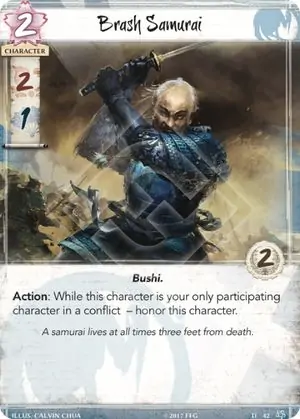 2
Brash Samurai
CHARACTER
2
1
2
Bushi.
Action: While this character is your only participating
character in a conflict – honor this character.
A samurai lives at all times three feet from death.
ILLUS: CALVIN CHUA
©2017 FFG
42